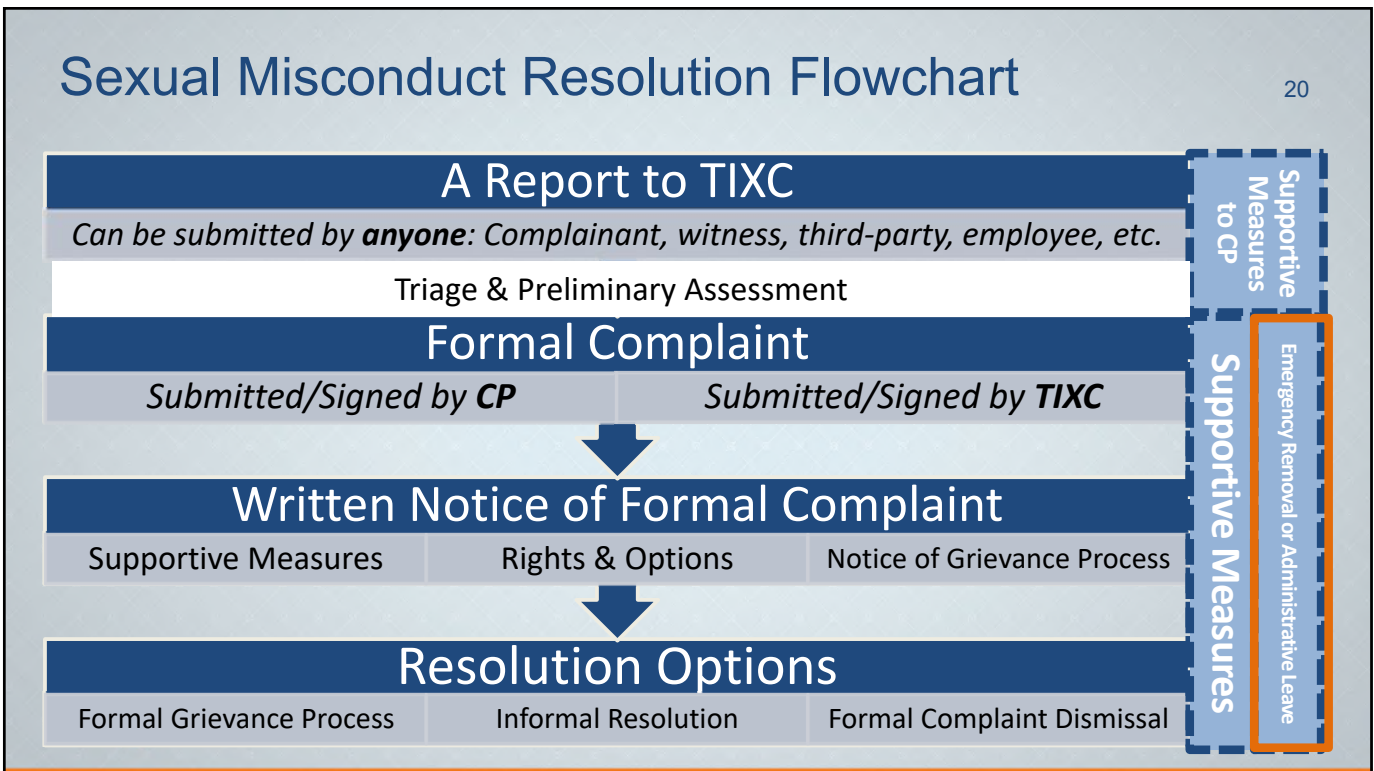 Sexual Misconduct Resolution Flowchart
20
A Report to TIXC
Can be submitted by anyone: Complainant, witness, third-party, employee, etc.
Triage & Preliminary Assessment
Supportive
Measures
to CP
Formal Complaint
Submitted/Signed by CP
Submitted/Signed by TIXC
Written Notice of Formal Complaint
Supportive Measures
Rights & Options
Notice of Grievance Process
Resolution Options
Formal Grievance Process
Informal Resolution
Formal Complaint Dismissal
Supportive Measures
Emergency Removal or Administrative Leave